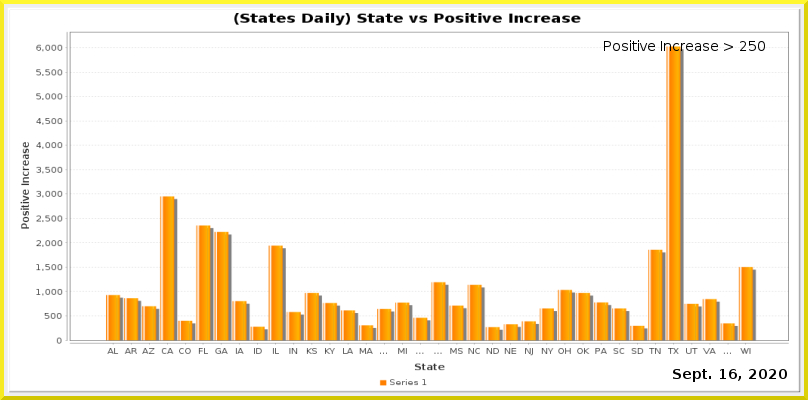 (States Daily) State vs Positive Increase
Positive Increase > 250
Positive Increase
6,000
5,500
5,000
4,500
4,000
3,500
3,000
2,500
2,000
1,500
1,000
500
0
AL AR AZ CA CO FL GA IA ID IL IN KS KY LA MA ... MI ... ... MS NC ND NE NJ NY OH OK PA SC SD TN TX UT VA ... WI
State
Series 1
Sept. 16, 2020